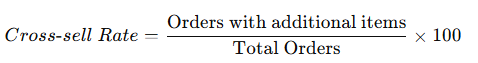 Cross-sell Rate = Orders with additional items / Total Orders × 100